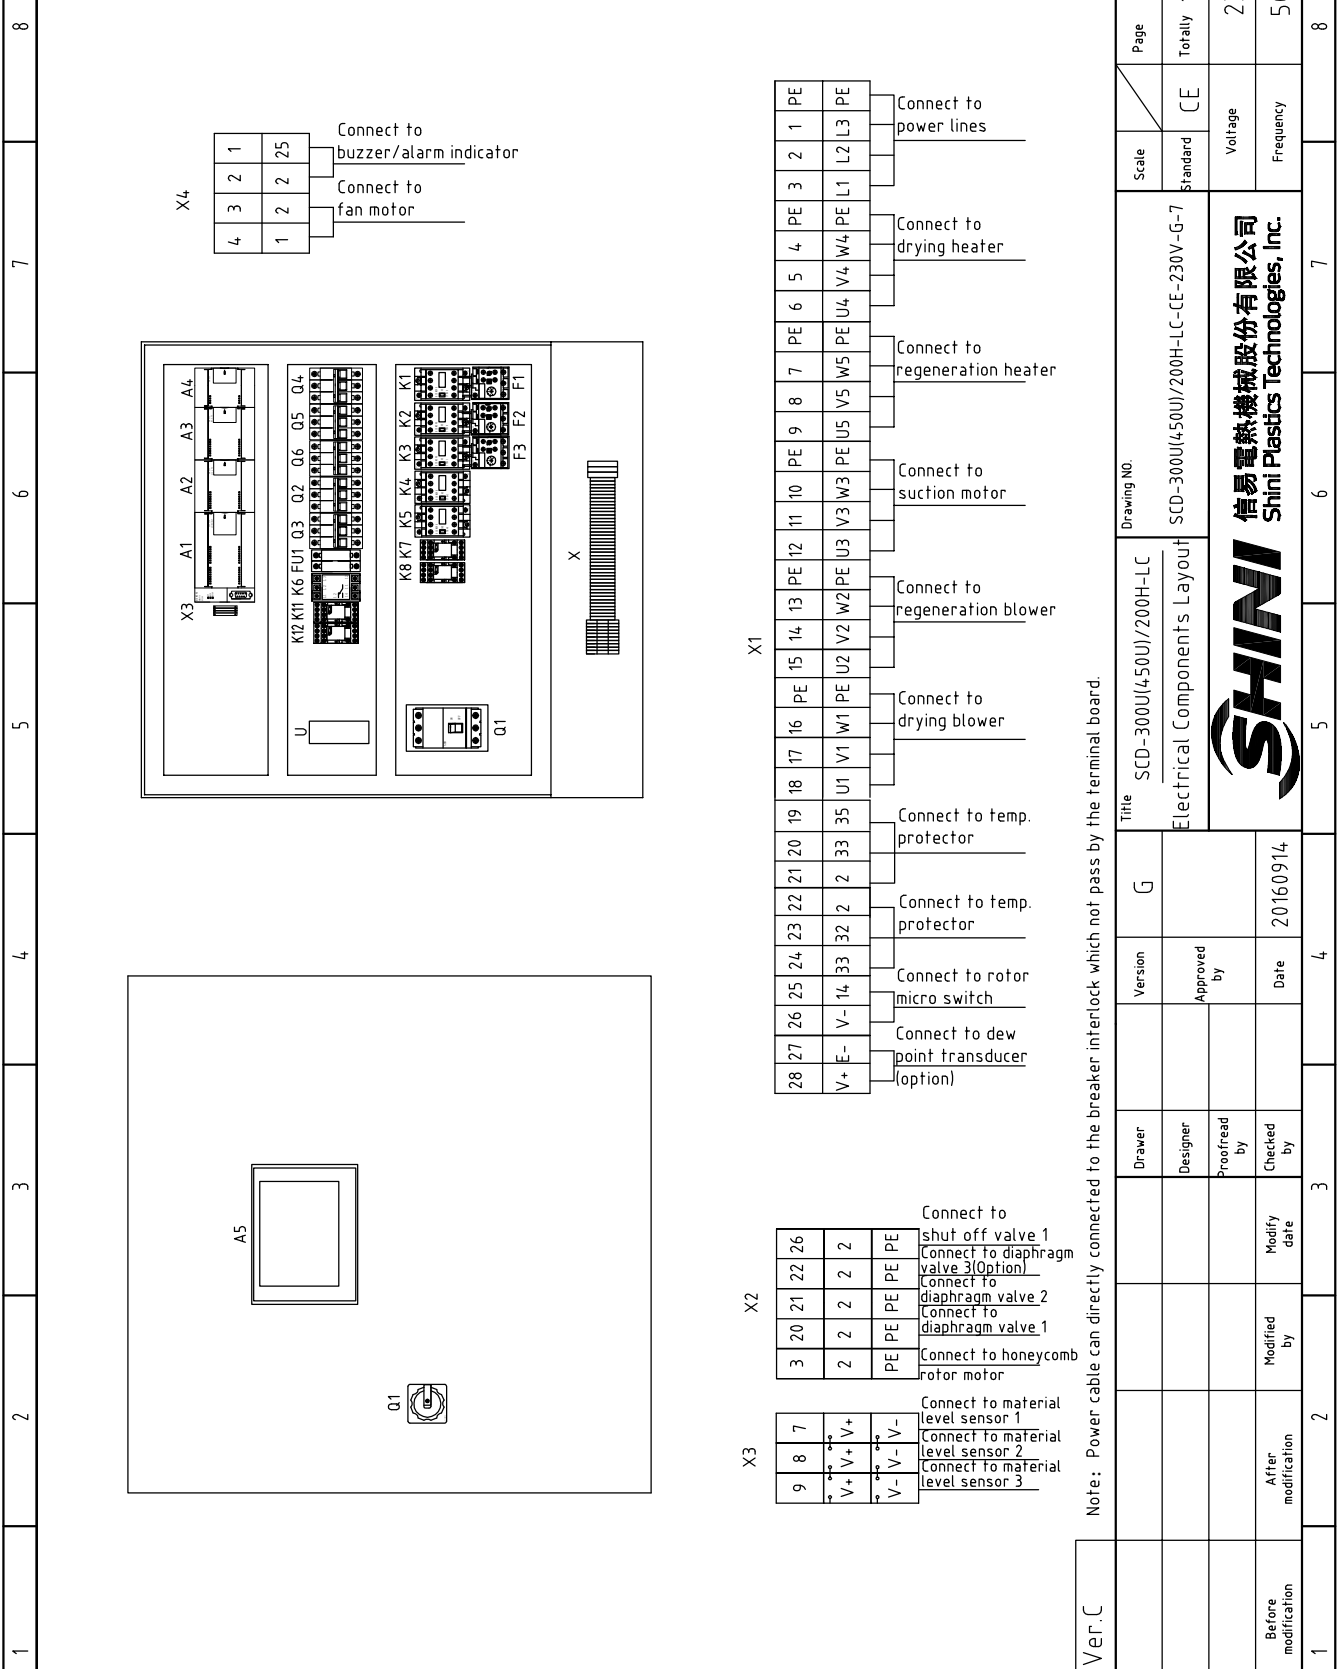 8
7
6
5
4
3
2
1
X4
1 25
2 2
3 2
4 1
Connect to
buzzer/alarm indicator
Connect to
fan motor
A4
A3
A2
A1
X3
Q4
Q5
Q6
Q2
Q3
FU1
K6
K11
K12
U
K1
K2
K3
K4
K5
K7
K8
F1
F2
F3
Q1
X
A5
Q1
X1
PE PE
1 L3
2 L2
3 L1
PE PE
4 W4
5 V4
6 U4
PE PE
7 W5
8 V5
9 U5
PE PE
10 W3
11 V3
12 U3
PE PE
13 W2
14 V2
15 U2
PE PE
16 W1
17 V1
18 U1
19 35
20 33
21 2
22 2
23 32
24 33
25 14
26 V-
27 E-
28 V+
Connect to
power lines
Connect to
drying heater
Connect to
regeneration heater
Connect to
suction motor
Connect to
regeneration blower
Connect to
drying blower
Connect to temp.
protector
Connect to temp.
protector
Connect to rotor
micro switch
Connect to dew
point transducer
(option)
X2
26 2 PE
22 2 PE
21 2 PE
20 2 PE
3 2 PE
Connect to
shut off valve 1
Connect to diaphragm
valve 3(Option)
Connect to
diaphragm valve 2
Connect to
diaphragm valve 1
Connect to honeycomb
rotor motor
X3
7 V+ V-
8 V+ V-
9 V+ V-
Connect to material
level sensor 1
Connect to material
level sensor 2
Connect to material
level sensor 3
Note: Power cable can directly connected to the breaker interlock which not pass by the terminal board.
Ver.C
Before
modification
After
modification
Modified
by
Modify
date
Drawer
Designer
Proofread
by
Checked
by
Version
G
Approved
by
Date
20160914
Title
SCD-300U(450U)/200H-LC
Electrical Components Layout
Drawing NO.
SCD-300U(450U)/200H-LC-CE-230V-G-7
SHINI
信易電熱機械股份有限公司
Shini Plastics Technologies, Inc.
Scale
Standard
CE
Voltage
Frequency
Page
Totally
8
7
6
5
4
3
2
1